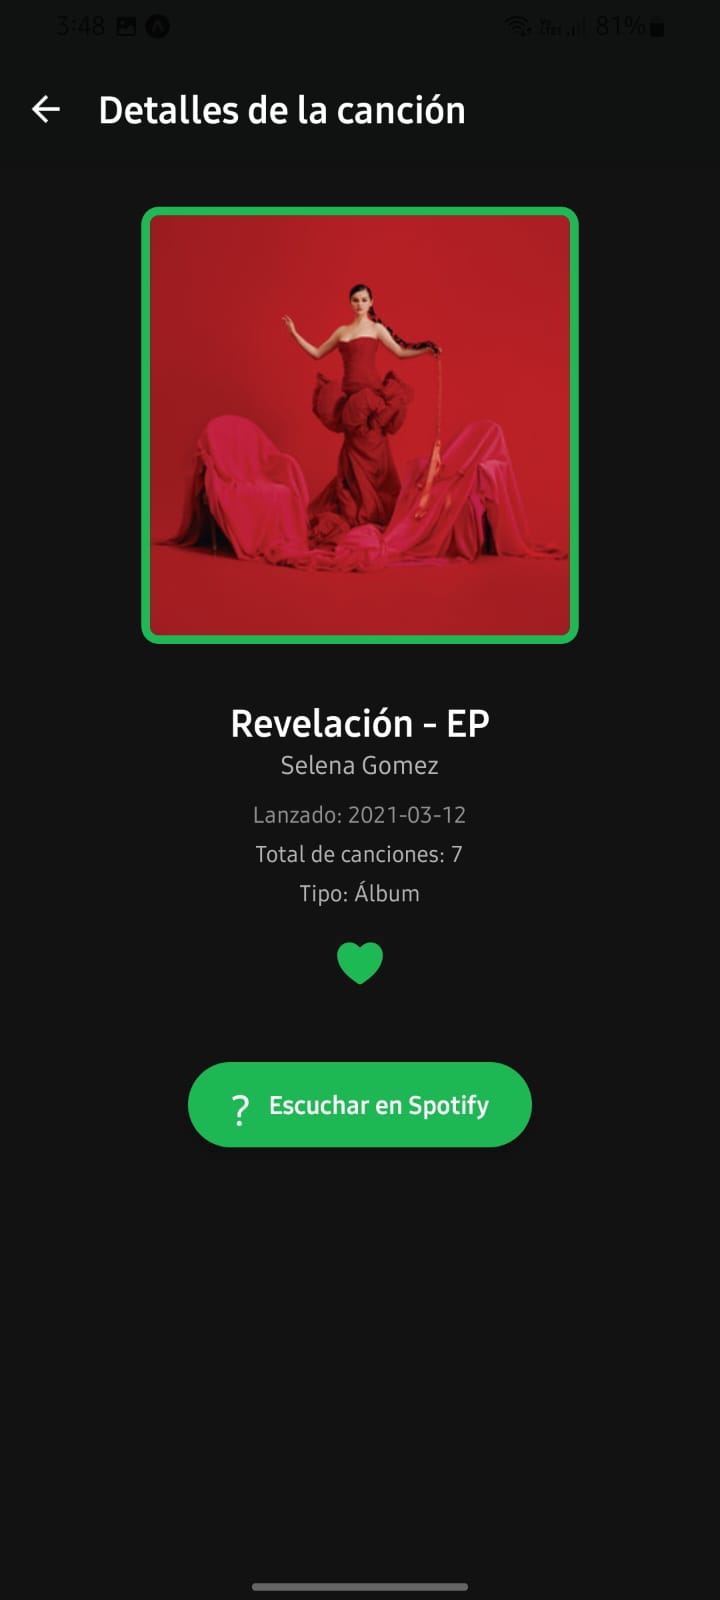 3:48
81%
Detalles de la canción
Revelación - EP
Selena Gomez
Lanzado: 2021-03-12
Total de canciones: 7
Tipo: Álbum
? Escuchar en Spotify